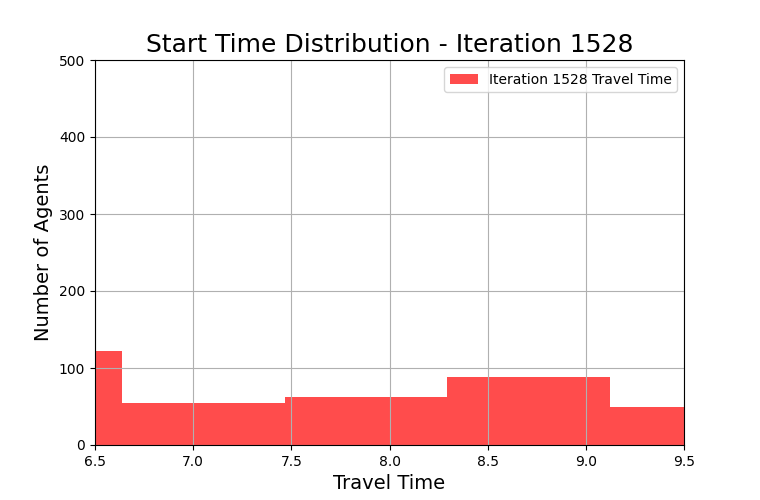 Start Time Distribution - Iteration 1528
Iteration 1528 Travel Time
Number of Agents
500
400
300
200
100
0
6.5 7.0 7.5 8.0 8.5 9.0 9.5
Travel Time